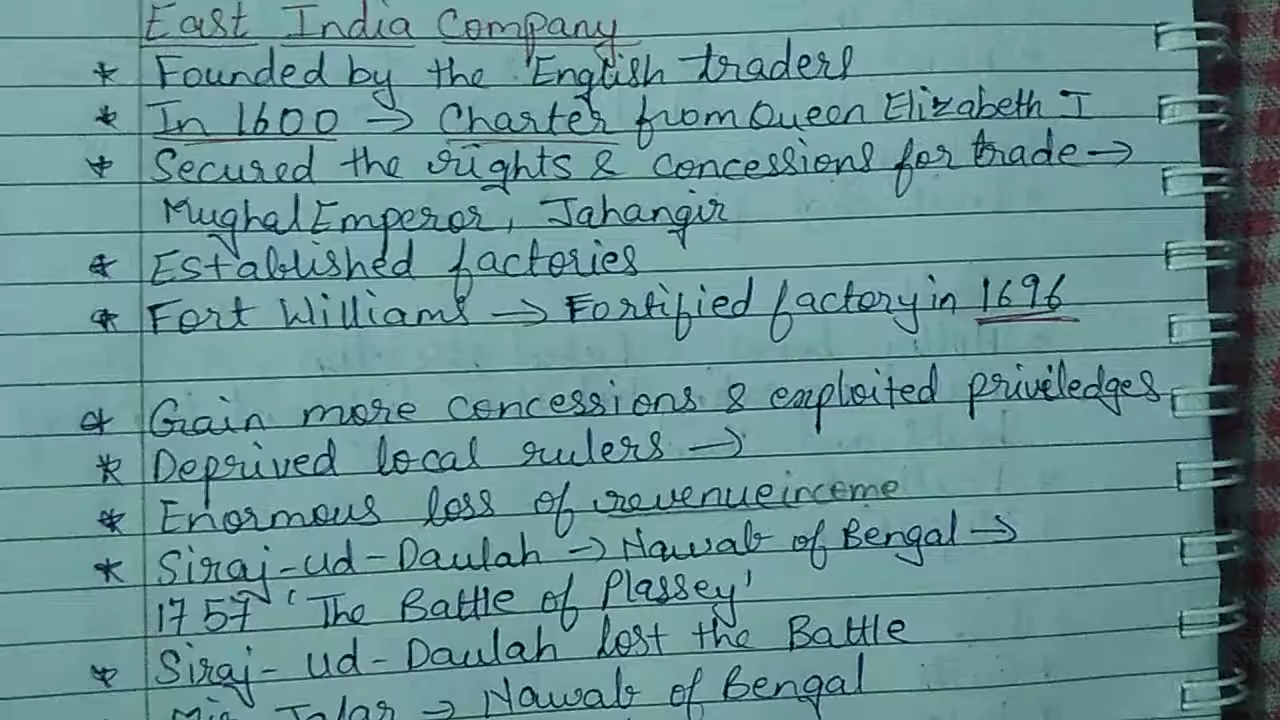 East India Company
* Founded by the English traders
* In 1600 → Charter from Queen Elizabeth I
* Secured the rights & concessions for trade →
Mughal Emperor, Jahangir
* Established factories
* Fort Williams → Fortified factory in 1696
* Gain more concessions & exploited priviledges
* Deprived local rulers →
* Enormous loss of revenue income
* Siraj-ud-Daulah → Nawab of Bengal →
1757 'The Battle of Plassey'
* Siraj-ud-Daulah lost the Battle
Mir Jafar → Nawab of Bengal